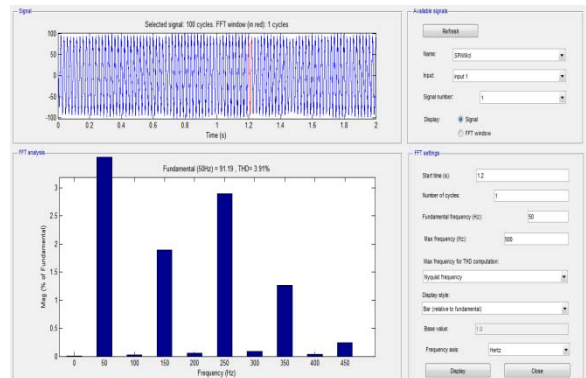 Signal
Selected signal: 100 cycles. FFT window (in red): 1 cycles
100
50
0
-50
-100
0 0.2 0.4 0.6 0.8 1 1.2 1.4 1.6 1.8 2
Time (s)
FFT analysis
Fundamental (50Hz) = 91.19 , THD= 3.91%
Mag (% of Fundamental)
3
2.5
2
1.5
1
0.5
0
0 50 100 150 200 250 300 350 400 450
Frequency (Hz)
Available signals
Refresh
Name:
Input:
input 1
Signal number:
1
Display:
Signal
FFT window
FFT settings
Start time (s):
1.2
Number of cycles:
1
Fundamental frequency (Hz):
50
Max frequency (Hz):
500
Max frequency for THD computation:
Nyquist frequency
Display style:
Bar (relative to fundamental)
Base value:
1.0
Frequency axis:
Hertz
Display
Close